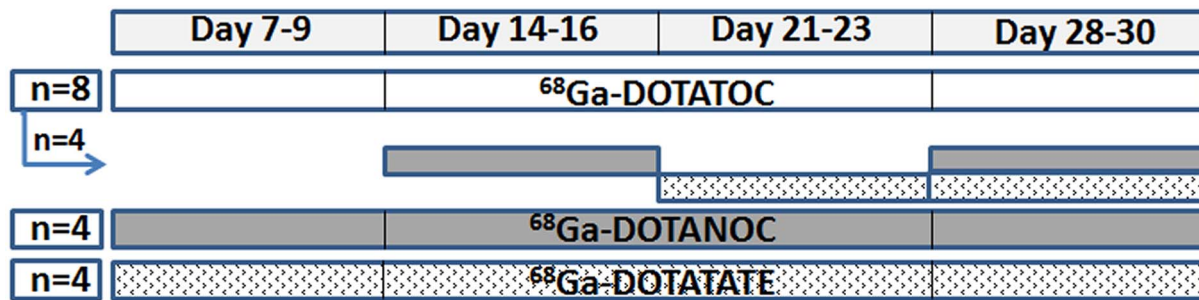 Day 7-9 Day 14-16 Day 21-23 Day 28-30
n=8 ⁶⁸Ga-DOTATOC
n=4
n=4 ⁶⁸Ga-DOTANOC
n=4 ⁶⁸Ga-DOTATATE